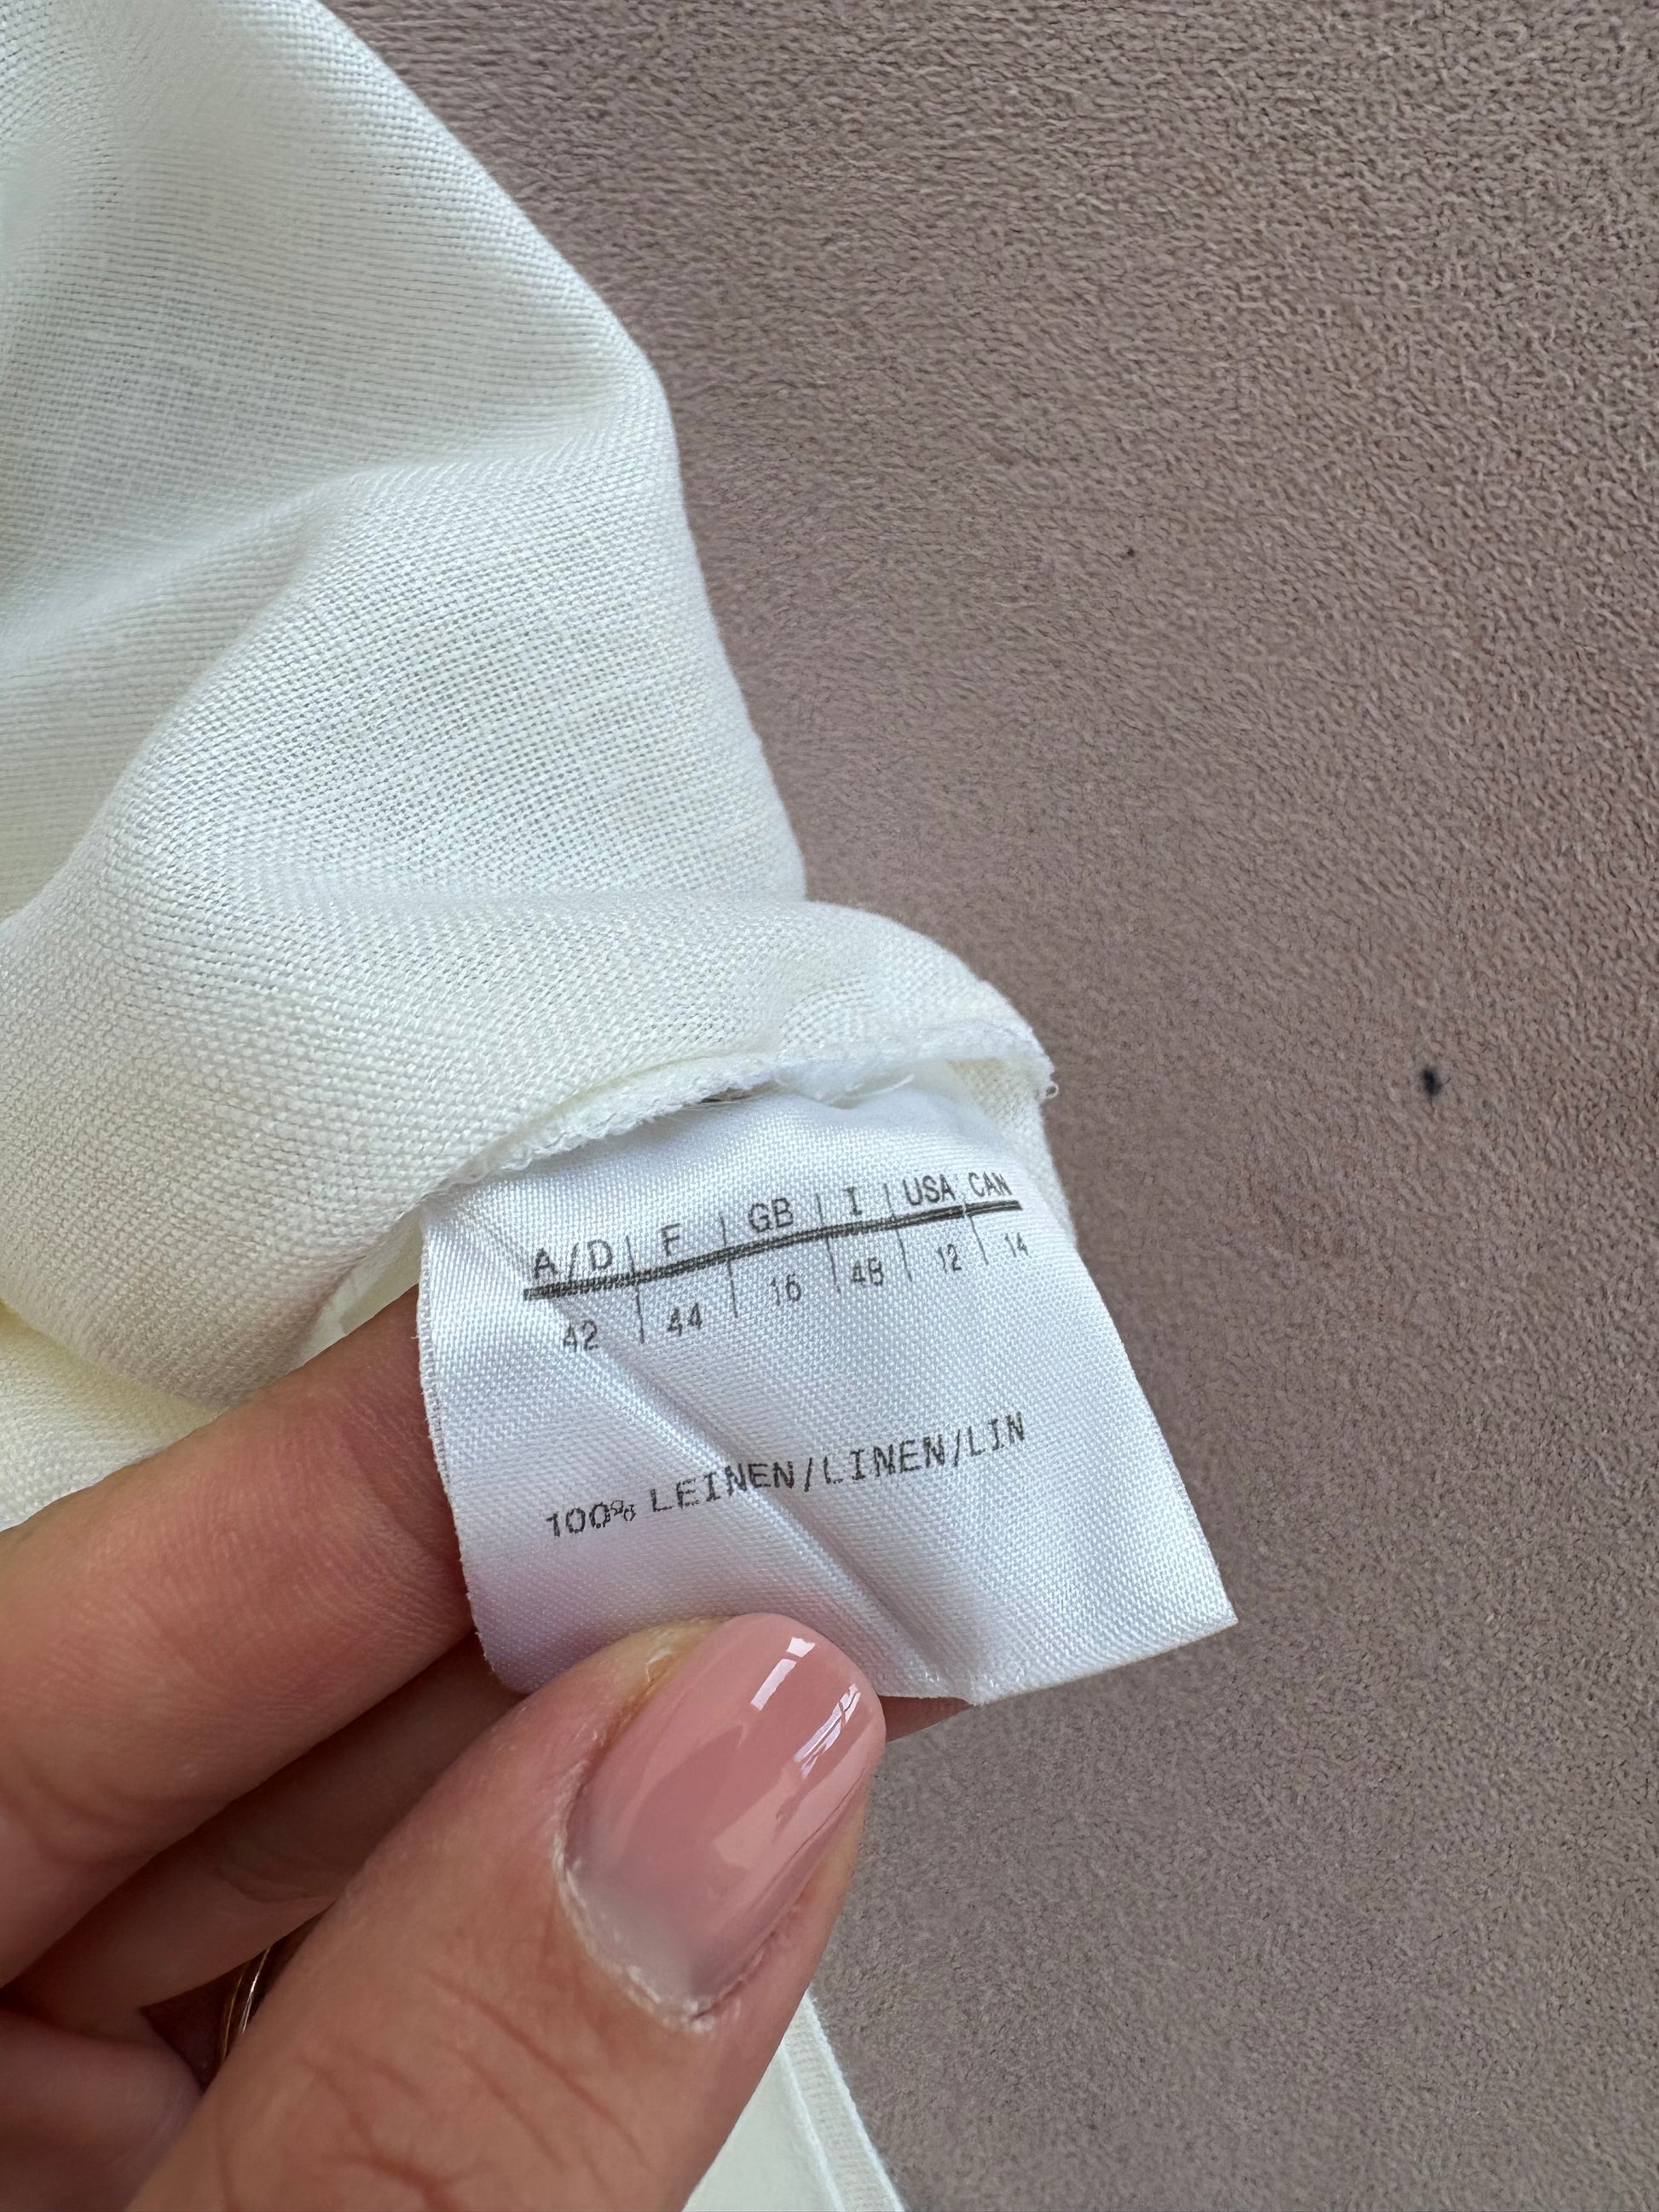 A/D | F | GB | I | USA | CAN
42 | 44 | 16 | 48 | 12 | 14
100% LEINEN/LINEN/LIN